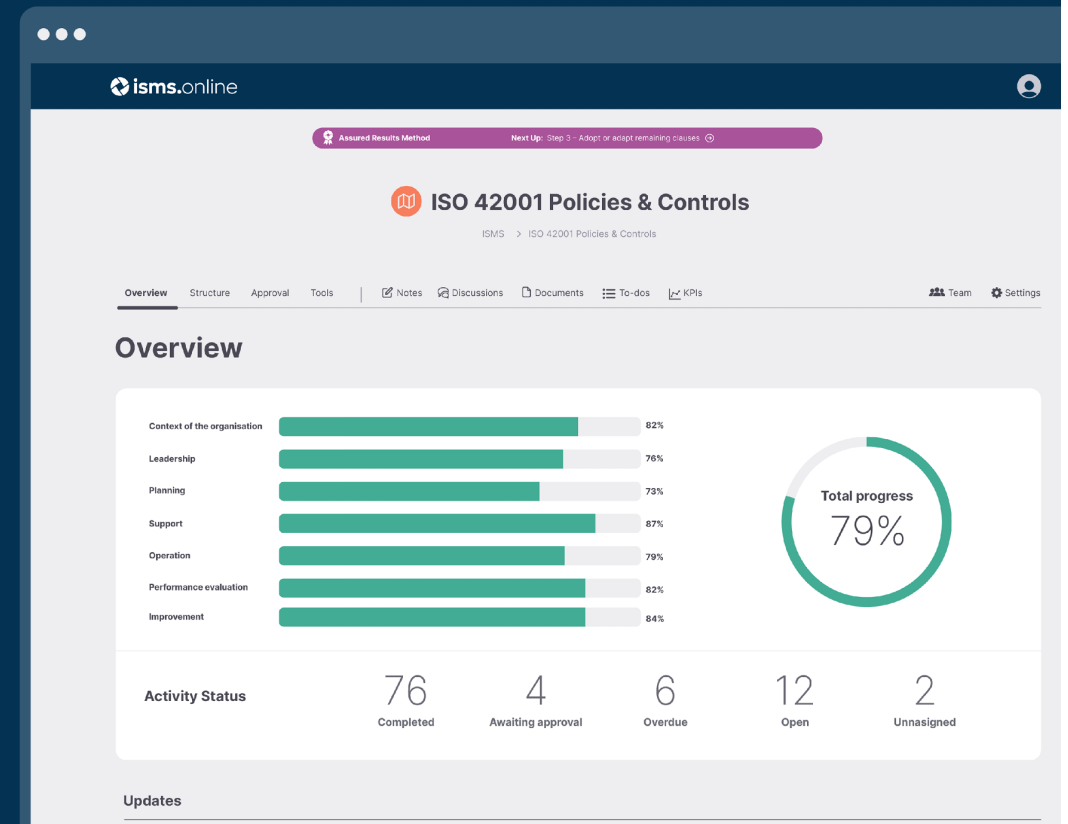 isms.online
Assured Results Method Next Up: Step 3 – Adopt or adapt remaining clauses
ISO 42001 Policies & Controls
ISMS > ISO 42001 Policies & Controls
Overview Structure Approval Tools Notes Discussions Documents To-dos KPIs Team Settings
Overview
Context of the organisation 82%
Leadership 76%
Planning 73%
Support 87%
Operation 79%
Performance evaluation 82%
Improvement 84%
Total progress
79%
Activity Status
76 4 6 12 2
Completed Awaiting approval Overdue Open Unnasigned
Updates